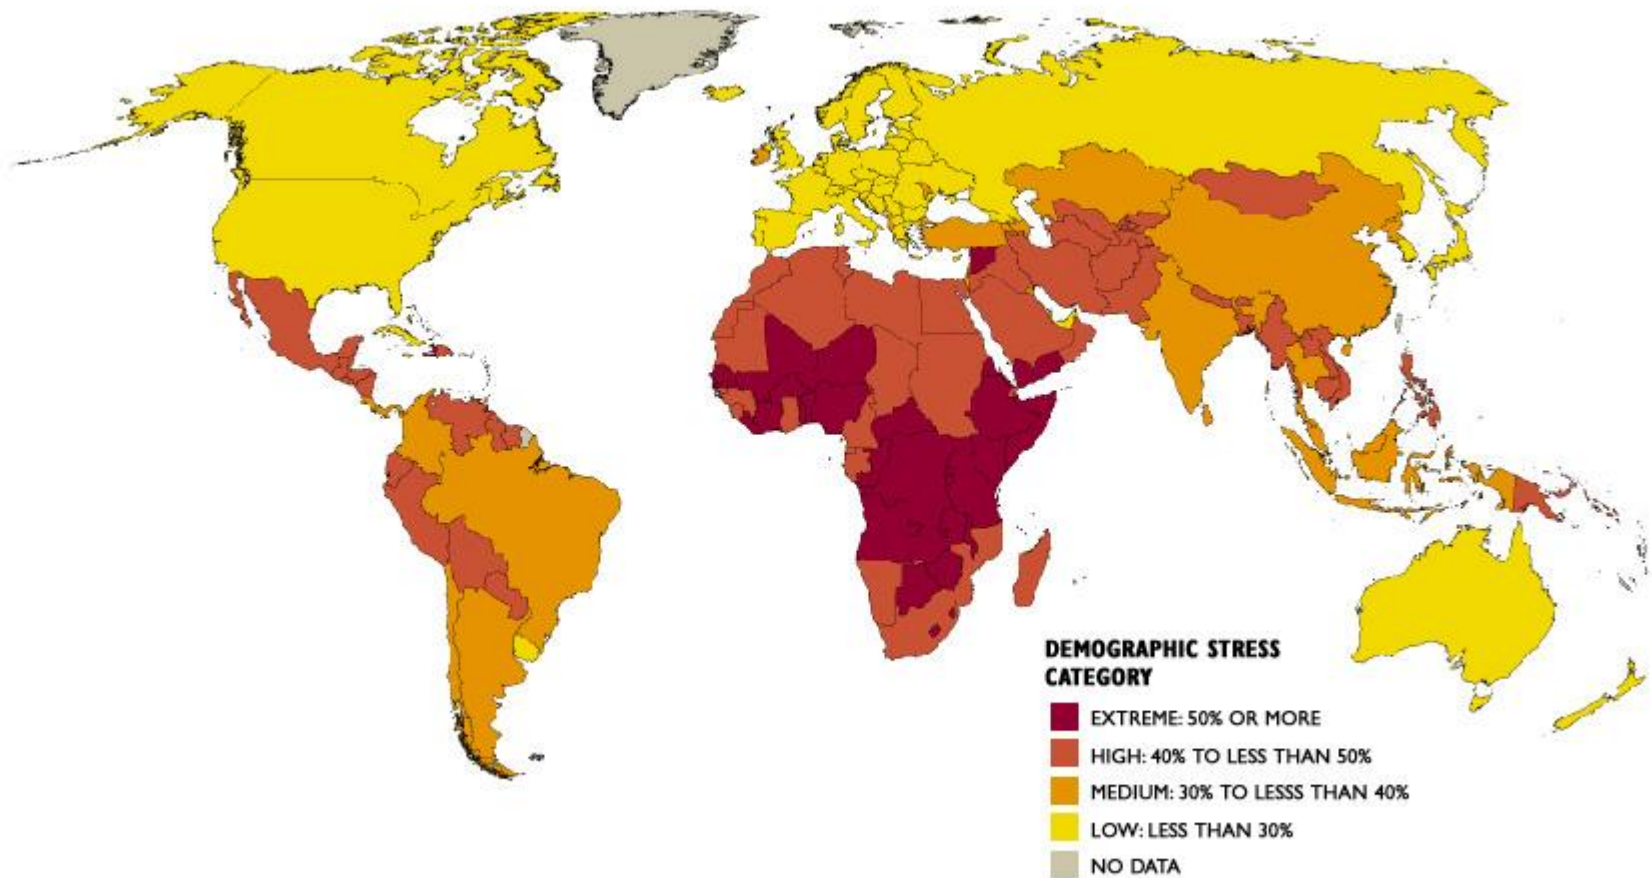 DEMOGRAPHIC STRESS
CATEGORY
EXTREME: 50% OR MORE
HIGH: 40% TO LESS THAN 50%
MEDIUM: 30% TO LESSS THAN 40%
LOW: LESS THAN 30%
NO DATA